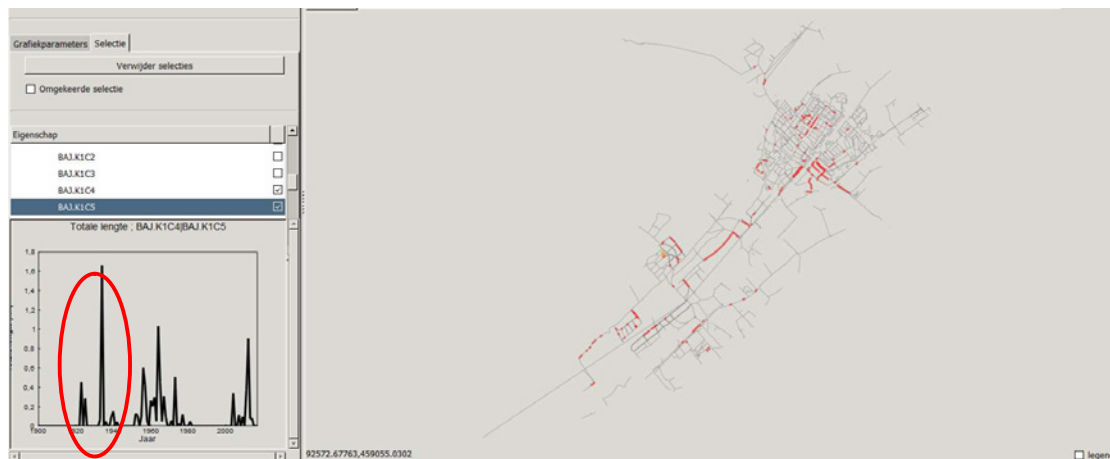 Grafiekparameters Selectie
Verwijder selecties
Omgekeerde selectie
Eigenschap
BAJ.K1C2
BAJ.K1C3
BAJ.K1C4
BAJ.K1C5
Totale lengte ; BAJ.K1C4|BAJ.K1C5
1,8
1,6
1,4
1,2
1
0,8
0,6
0,4
0,2
0
1900 1920 1940 1960 1980 2000
Jaar
92572.67763,459055.0302
legen